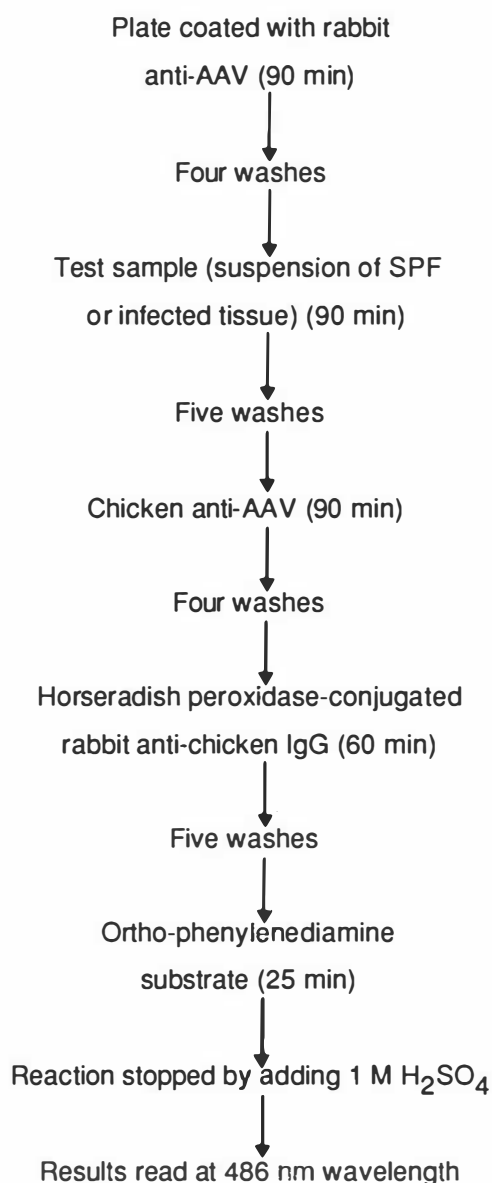 Plate coated with rabbit
anti-AAV (90 min)
Four washes
Test sample (suspension of SPF
or infected tissue) (90 min)
Five washes
Chicken anti-AAV (90 min)
Four washes
Horseradish peroxidase-conjugated
rabbit anti-chicken IgG (60 min)
Five washes
Ortho-phenylenediamine
substrate (25 min)
Reaction stopped by adding 1 M H₂SO₄
Results read at 486 nm wavelength